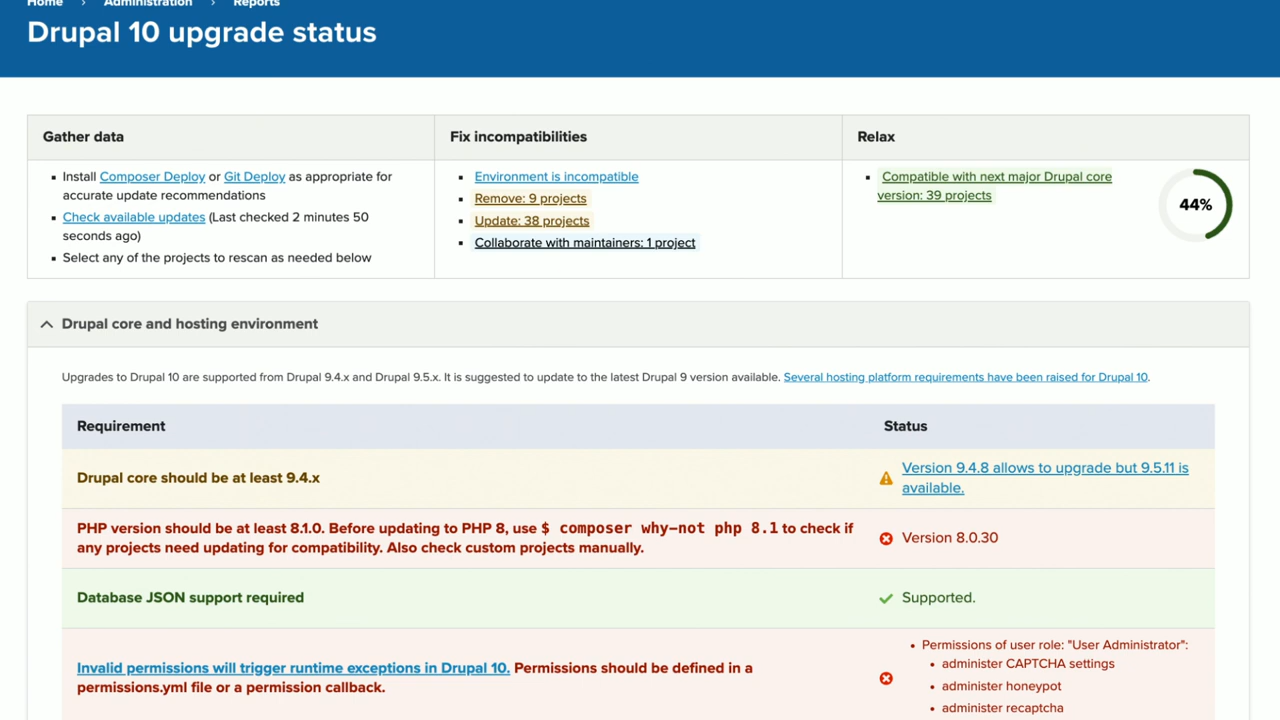 Home › Administration › Reports
Drupal 10 upgrade status
Gather data
Install Composer Deploy or Git Deploy as appropriate for
accurate update recommendations
Check available updates (Last checked 2 minutes 50
seconds ago)
Select any of the projects to rescan as needed below
Fix incompatibilities
Environment is incompatible
Remove: 9 projects
Update: 38 projects
Collaborate with maintainers: 1 project
Relax
Compatible with next major Drupal core
version: 39 projects
44%
Drupal core and hosting environment
Upgrades to Drupal 10 are supported from Drupal 9.4.x and Drupal 9.5.x. It is suggested to update to the latest Drupal 9 version available. Several hosting platform requirements have been raised for Drupal 10.
Requirement Status
Drupal core should be at least 9.4.x
Version 9.4.8 allows to upgrade but 9.5.11 is
available.
PHP version should be at least 8.1.0. Before updating to PHP 8, use $ composer why-not php 8.1 to check if
any projects need updating for compatibility. Also check custom projects manually.
Version 8.0.30
Database JSON support required
Supported.
Invalid permissions will trigger runtime exceptions in Drupal 10. Permissions should be defined in a
permissions.yml file or a permission callback.
Permissions of user role: "User Administrator":
administer CAPTCHA settings
administer honeypot
administer recaptcha